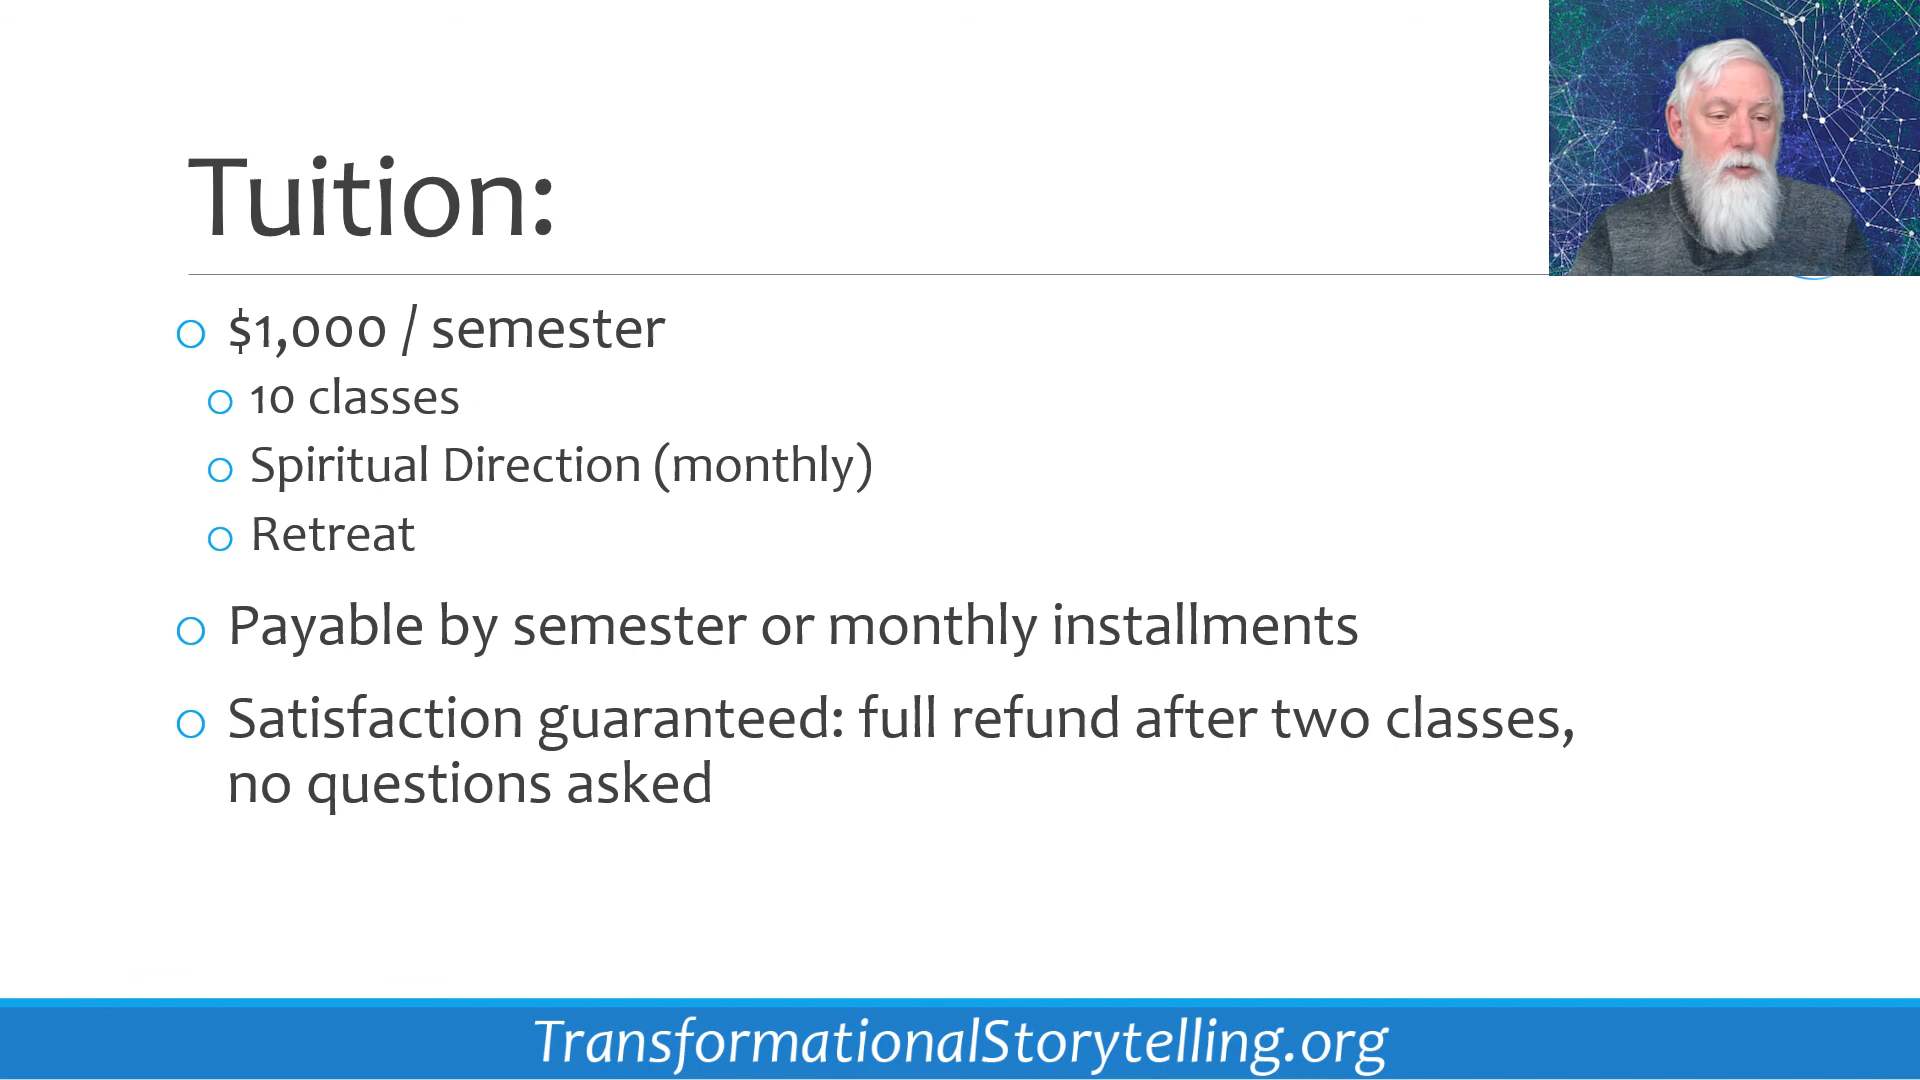 Tuition:
$1,000 / semester
10 classes
Spiritual Direction (monthly)
Retreat
Payable by semester or monthly installments
Satisfaction guaranteed: full refund after two classes,
no questions asked
TransformationalStorytelling.org